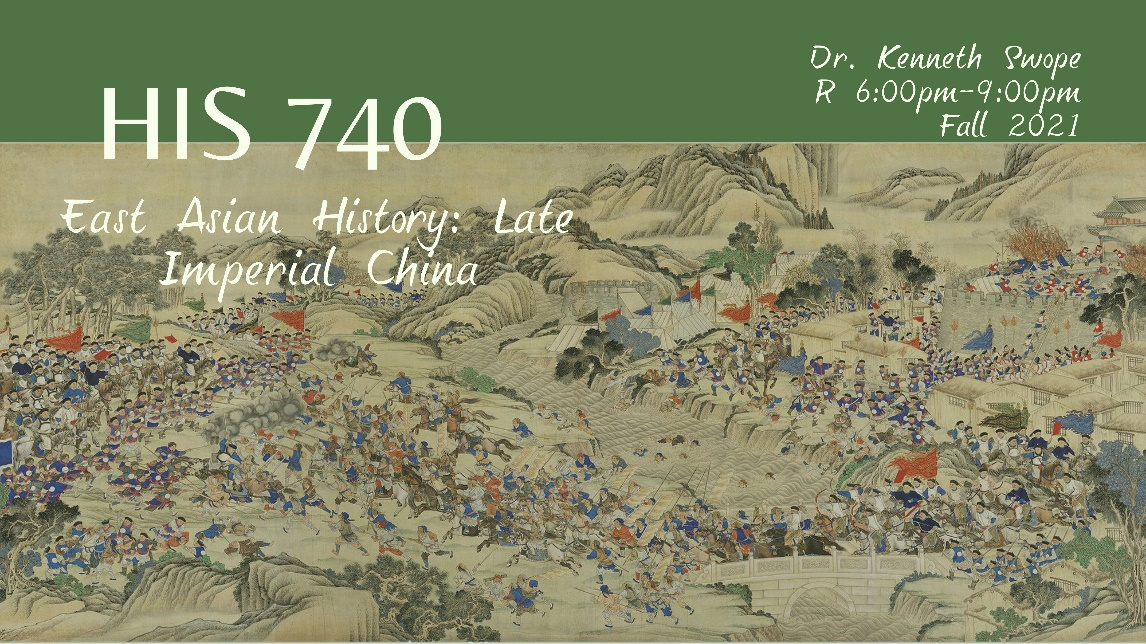 HIS 740
Dr. Kenneth Swope
R 6:00pm-9:00pm
Fall 2021
East Asian History: Late
Imperial China